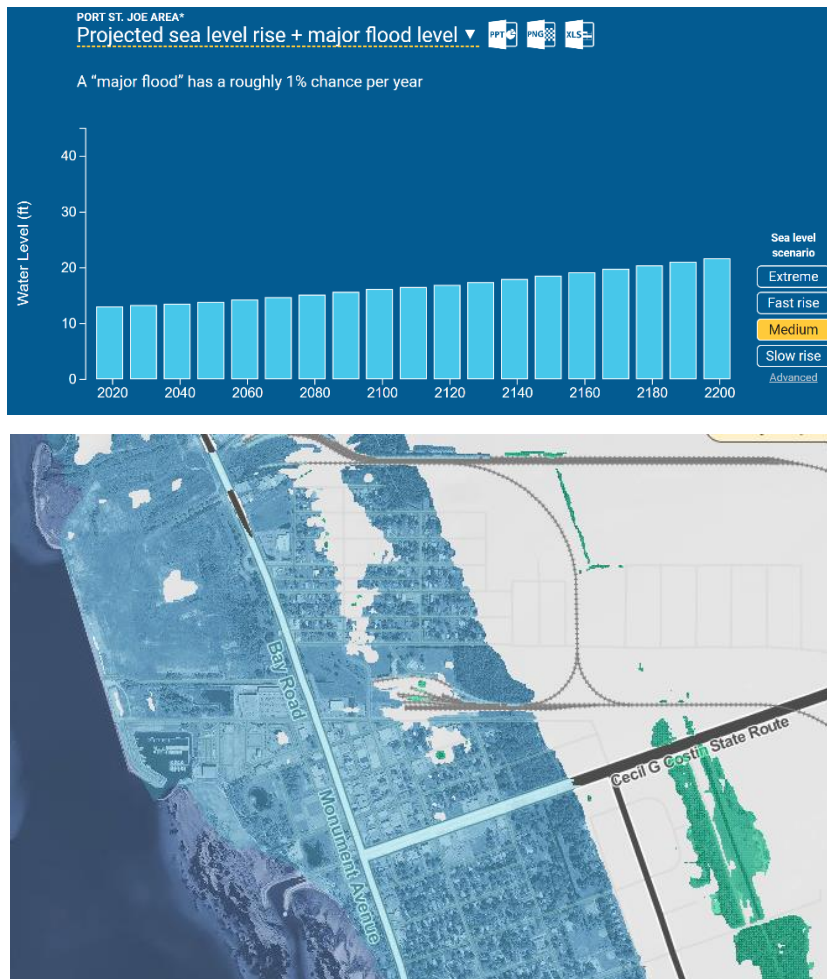 PORT ST. JOE AREA*
Projected sea level rise + major flood level ▼ PPT PNG XLS
A “major flood” has a roughly 1% chance per year
Water Level (ft)
40
30
20
10
0
2020 2040 2060 2080 2100 2120 2140 2160 2180 2200
Sea level
scenario
Extreme
Fast rise
Medium
Slow rise
Advanced
Bay Road
Cecil G Costin State Route
Monument Avenue